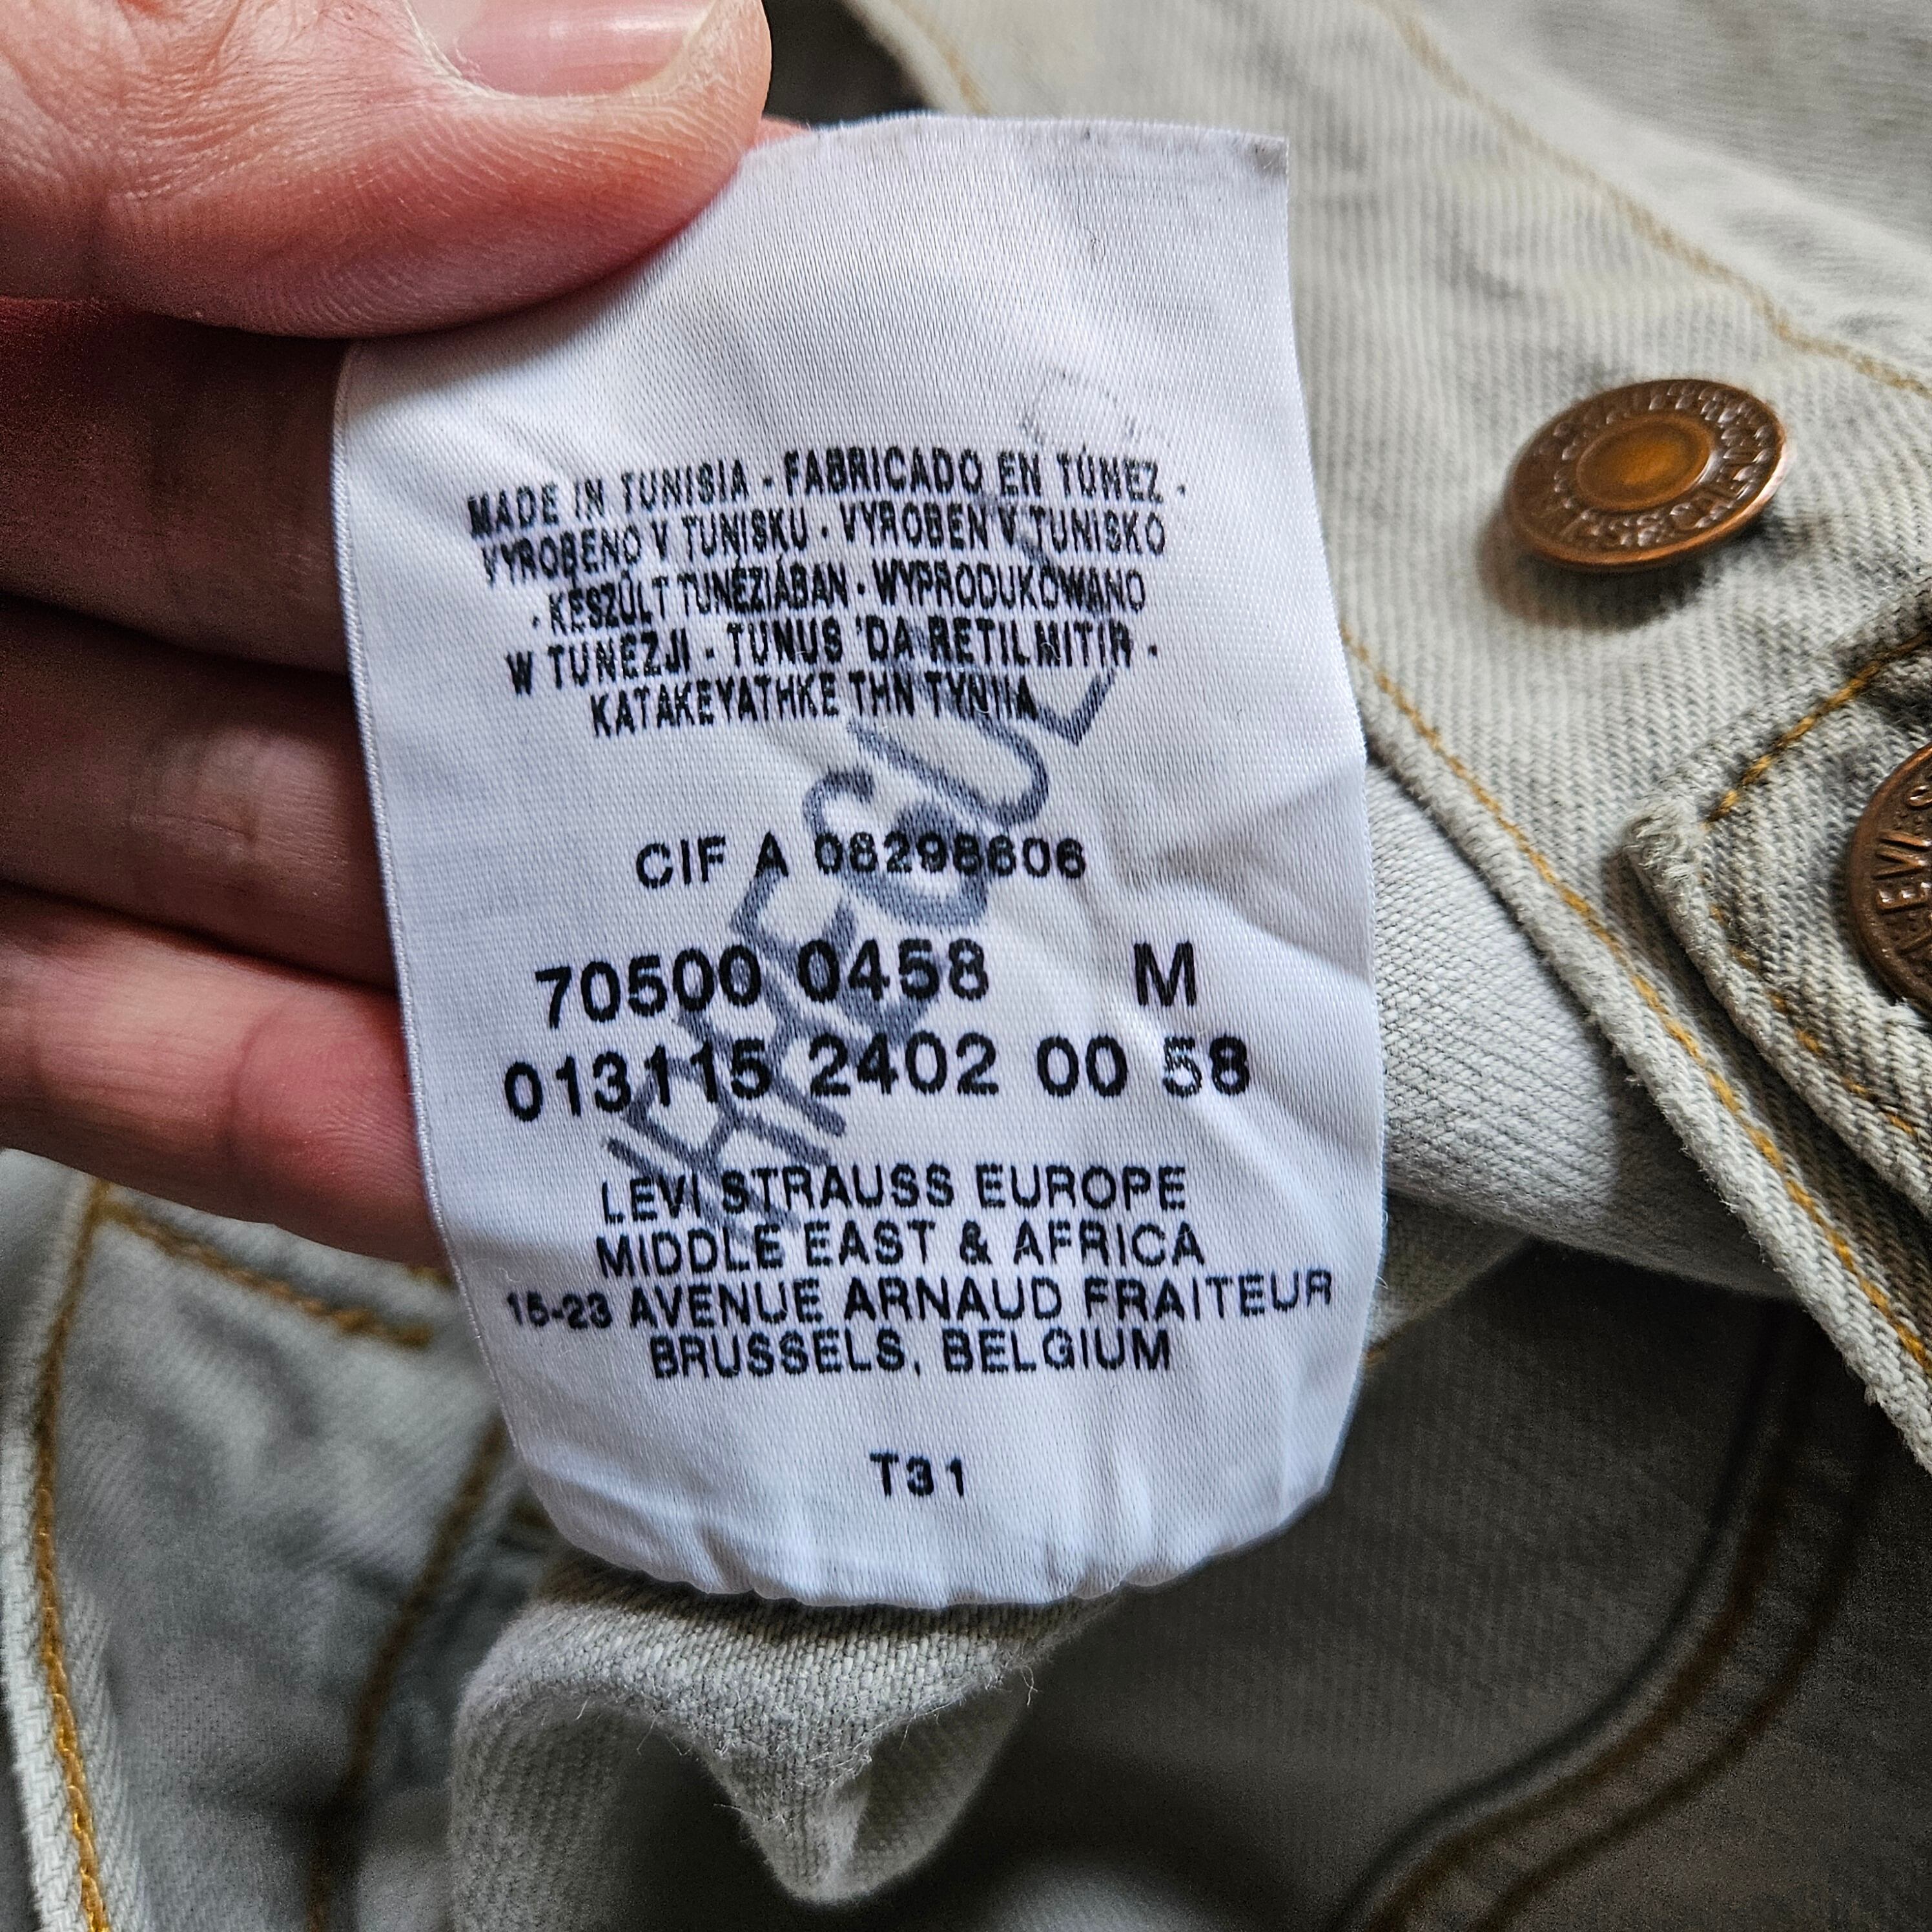 MADE IN TUNISIA - FABRICADO EN TÚNEZ -
VYROBENO V TUNISKU · VYROBEN V TUNISKO
· KÉSZÜLT TUNÉZIÁBAN · WYPRODUKOWANO
W TUNEZJI - TUNUS 'DA RETILMITIR -
KATAKEYATHKE THN TYNIIIA
CIF A 08298606
70500 0458 M
013115 2402 00 58
LEVI STRAUSS EUROPE
MIDDLE EAST & AFRICA
15-23 AVENUE ARNAUD FRAITEUR
BRUSSELS, BELGIUM
T31